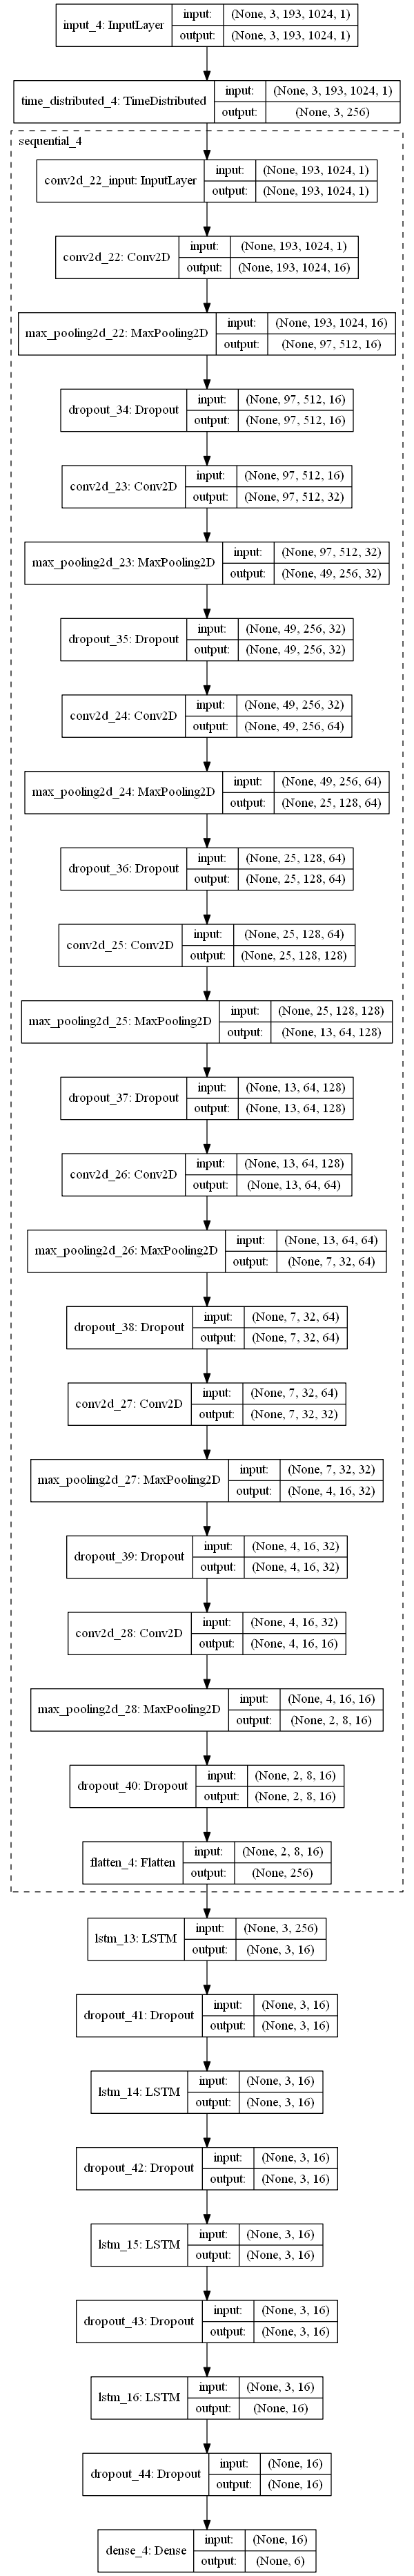 input_4: InputLayer
input: (None, 3, 193, 1024, 1)
output: (None, 3, 193, 1024, 1)
time_distributed_4: TimeDistributed
input: (None, 3, 193, 1024, 1)
output: (None, 3, 256)
sequential_4
conv2d_22_input: InputLayer
input: (None, 193, 1024, 1)
output: (None, 193, 1024, 1)
conv2d_22: Conv2D
input: (None, 193, 1024, 1)
output: (None, 193, 1024, 16)
max_pooling2d_22: MaxPooling2D
input: (None, 193, 1024, 16)
output: (None, 97, 512, 16)
dropout_34: Dropout
input: (None, 97, 512, 16)
output: (None, 97, 512, 16)
conv2d_23: Conv2D
input: (None, 97, 512, 16)
output: (None, 97, 512, 32)
max_pooling2d_23: MaxPooling2D
input: (None, 97, 512, 32)
output: (None, 49, 256, 32)
dropout_35: Dropout
input: (None, 49, 256, 32)
output: (None, 49, 256, 32)
conv2d_24: Conv2D
input: (None, 49, 256, 32)
output: (None, 49, 256, 64)
max_pooling2d_24: MaxPooling2D
input: (None, 49, 256, 64)
output: (None, 25, 128, 64)
dropout_36: Dropout
input: (None, 25, 128, 64)
output: (None, 25, 128, 64)
conv2d_25: Conv2D
input: (None, 25, 128, 64)
output: (None, 25, 128, 128)
max_pooling2d_25: MaxPooling2D
input: (None, 25, 128, 128)
output: (None, 13, 64, 128)
dropout_37: Dropout
input: (None, 13, 64, 128)
output: (None, 13, 64, 128)
conv2d_26: Conv2D
input: (None, 13, 64, 128)
output: (None, 13, 64, 64)
max_pooling2d_26: MaxPooling2D
input: (None, 13, 64, 64)
output: (None, 7, 32, 64)
dropout_38: Dropout
input: (None, 7, 32, 64)
output: (None, 7, 32, 64)
conv2d_27: Conv2D
input: (None, 7, 32, 64)
output: (None, 7, 32, 32)
max_pooling2d_27: MaxPooling2D
input: (None, 7, 32, 32)
output: (None, 4, 16, 32)
dropout_39: Dropout
input: (None, 4, 16, 32)
output: (None, 4, 16, 32)
conv2d_28: Conv2D
input: (None, 4, 16, 32)
output: (None, 4, 16, 16)
max_pooling2d_28: MaxPooling2D
input: (None, 4, 16, 16)
output: (None, 2, 8, 16)
dropout_40: Dropout
input: (None, 2, 8, 16)
output: (None, 2, 8, 16)
flatten_4: Flatten
input: (None, 2, 8, 16)
output: (None, 256)
lstm_13: LSTM
input: (None, 3, 256)
output: (None, 3, 16)
dropout_41: Dropout
input: (None, 3, 16)
output: (None, 3, 16)
lstm_14: LSTM
input: (None, 3, 16)
output: (None, 3, 16)
dropout_42: Dropout
input: (None, 3, 16)
output: (None, 3, 16)
lstm_15: LSTM
input: (None, 3, 16)
output: (None, 3, 16)
dropout_43: Dropout
input: (None, 3, 16)
output: (None, 3, 16)
lstm_16: LSTM
input: (None, 3, 16)
output: (None, 16)
dropout_44: Dropout
input: (None, 16)
output: (None, 16)
dense_4: Dense
input: (None, 16)
output: (None, 6)